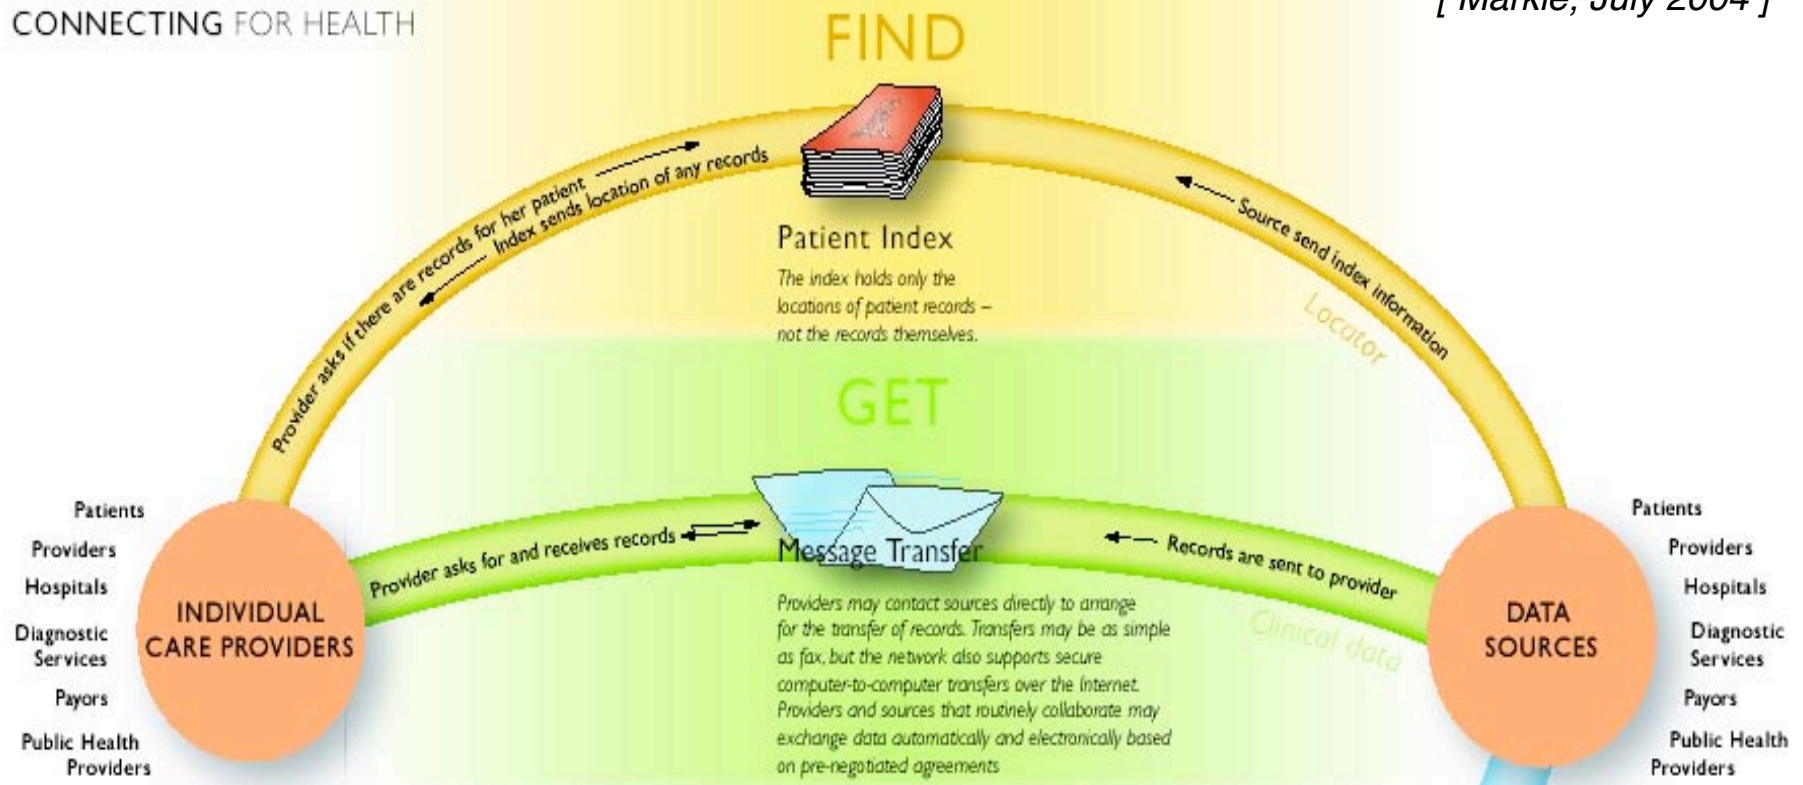 CONNECTING FOR HEALTH
[ Markle, July 2004 ]
FIND
Provider asks if there are records for her patient
Index sends location of any records
Source send index information
Locator
Patient Index
The index holds only the
locations of patient records –
not the records themselves.
GET
Provider asks for and receives records
Message Transfer
Records are sent to provider
Clinical data
Providers may contact sources directly to arrange
for the transfer of records. Transfers may be as simple
as fax, but the network also supports secure
computer-to-computer transfers over the Internet.
Providers and sources that routinely collaborate may
exchange data automatically and electronically based
on pre-negotiated agreements
Patients
Providers
Hospitals
Diagnostic
Services
Payors
Public Health
Providers
INDIVIDUAL
CARE PROVIDERS
DATA
SOURCES
Patients
Providers
Hospitals
Diagnostic
Services
Payors
Public Health
Providers